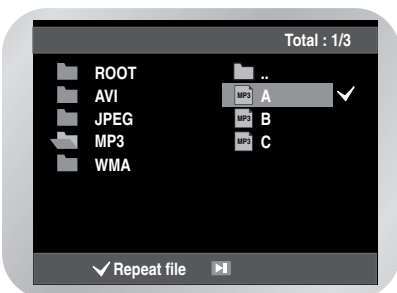 Total : 1/3
ROOT
AVI
JPEG
MP3
WMA
..
MP3 A
MP3 B
MP3 C
Repeat file